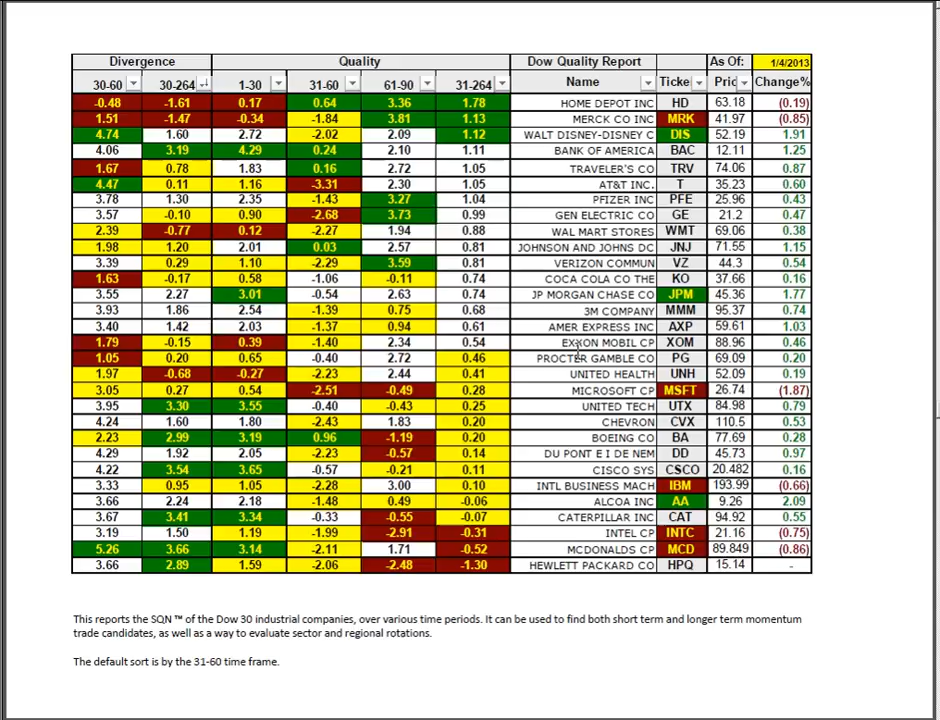 Divergence Quality Dow Quality Report As Of: 1/4/2013
30-60 30-264 1-30 31-60 61-90 31-264 Name Ticke Pric Change%
-0.48 -1.61 0.17 0.64 3.36 1.78 HOME DEPOT INC HD 63.18 (0.19)
1.51 -1.47 -0.34 -1.84 3.81 1.13 MERCK CO INC MRK 41.97 (0.85)
4.74 1.60 2.72 -2.02 2.09 1.12 WALT DISNEY-DISNEY C DIS 52.19 1.91
4.06 3.19 4.29 0.24 2.10 1.11 BANK OF AMERICA BAC 12.11 1.25
1.67 0.78 1.83 0.16 2.72 1.05 TRAVELER'S CO TRV 74.06 0.87
4.47 0.11 1.16 -3.31 2.30 1.05 AT&T INC. T 35.23 0.60
3.78 1.30 2.35 -1.43 3.27 1.04 PFIZER INC PFE 25.96 0.43
3.57 -0.10 0.90 -2.68 3.73 0.99 GEN ELECTRIC CO GE 21.2 0.47
2.39 -0.77 0.12 -2.27 1.94 0.88 WAL MART STORES WMT 69.06 0.38
1.98 1.20 2.01 0.03 2.57 0.81 JOHNSON AND JOHNS DC JNJ 71.55 1.15
3.39 0.29 1.10 -2.29 3.59 0.81 VERIZON COMMUN VZ 44.3 0.54
1.63 -0.17 0.58 -1.06 -0.11 0.74 COCA COLA CO THE KO 37.66 0.16
3.55 2.27 3.01 -0.54 2.63 0.74 JP MORGAN CHASE CO JPM 45.36 1.77
3.93 1.86 2.54 -1.39 0.75 0.68 3M COMPANY MMM 95.37 0.74
3.40 1.42 2.03 -1.37 0.94 0.61 AMER EXPRESS INC AXP 59.61 1.03
1.79 -0.15 0.39 -1.40 2.34 0.54 EXXON MOBIL CP XOM 88.96 0.46
1.05 0.20 0.65 -0.40 2.72 0.46 PROCTER GAMBLE CO PG 69.09 0.20
1.97 -0.68 -0.27 -2.23 2.44 0.41 UNITED HEALTH UNH 52.09 0.19
3.05 0.27 0.54 -2.51 -0.49 0.28 MICROSOFT CP MSFT 26.74 (1.87)
3.95 3.30 3.55 -0.40 -0.43 0.25 UNITED TECH UTX 84.98 0.79
4.24 1.60 1.80 -2.43 1.83 0.20 CHEVRON CVX 110.5 0.53
2.23 2.99 3.19 0.96 -1.19 0.20 BOEING CO BA 77.69 0.28
4.29 1.92 2.05 -2.23 -0.57 0.14 DU PONT E I DE NEM DD 45.73 0.97
4.22 3.54 3.65 -0.57 -0.21 0.11 CISCO SYS CSCO 20.482 0.16
3.33 0.95 1.05 -2.28 3.00 0.10 INTL BUSINESS MACH IBM 193.99 (0.66)
3.66 2.24 2.18 -1.48 0.49 -0.06 ALCOA INC AA 9.26 2.09
3.67 3.41 3.34 -0.33 -0.55 -0.07 CATERPILLAR INC CAT 94.92 0.55
3.19 1.50 1.19 -1.99 -2.91 -0.31 INTEL CP INTC 21.16 (0.75)
5.26 3.66 3.14 -2.11 1.71 -0.52 MCDONALDS CP MCD 89.849 (0.86)
3.66 2.89 1.59 -2.06 -2.48 -1.30 HEWLETT PACKARD CO HPQ 15.14 -
This reports the SQN ™ of the Dow 30 industrial companies, over various time periods. It can be used to find both short term and longer term momentum
trade candidates, as well as a way to evaluate sector and regional rotations.
The default sort is by the 31-60 time frame.